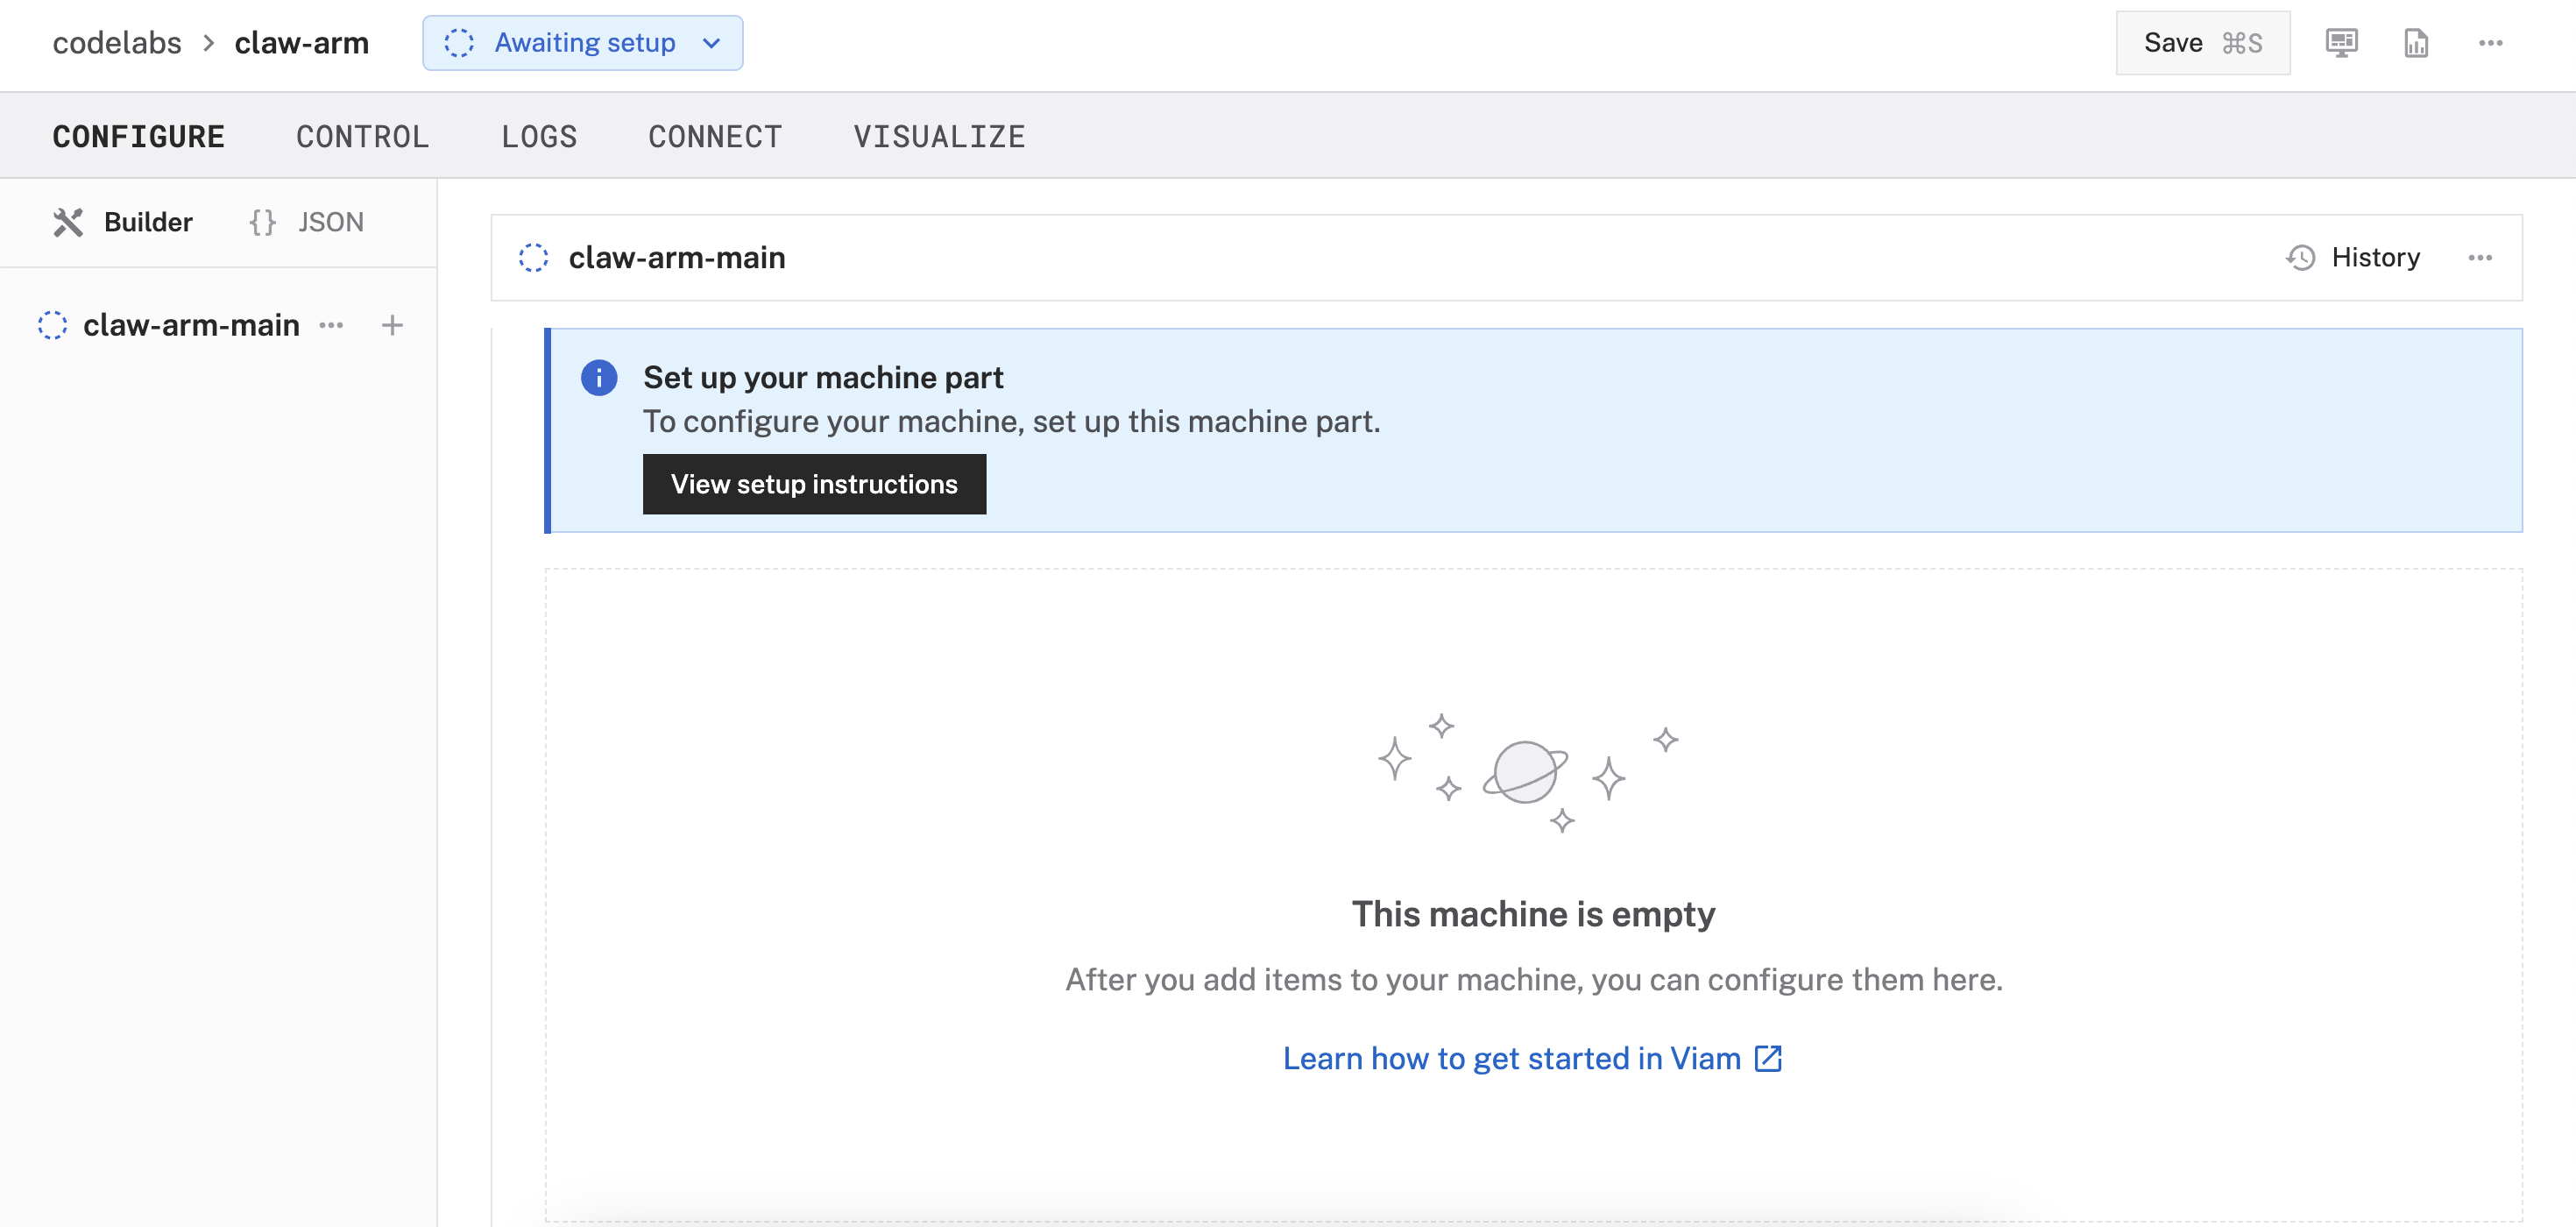 codelabs > claw-arm Awaiting setup Save ⌘S
CONFIGURE CONTROL LOGS CONNECT VISUALIZE
Builder {} JSON
claw-arm-main
claw-arm-main History
Set up your machine part
To configure your machine, set up this machine part.
View setup instructions
This machine is empty
After you add items to your machine, you can configure them here.
Learn how to get started in Viam